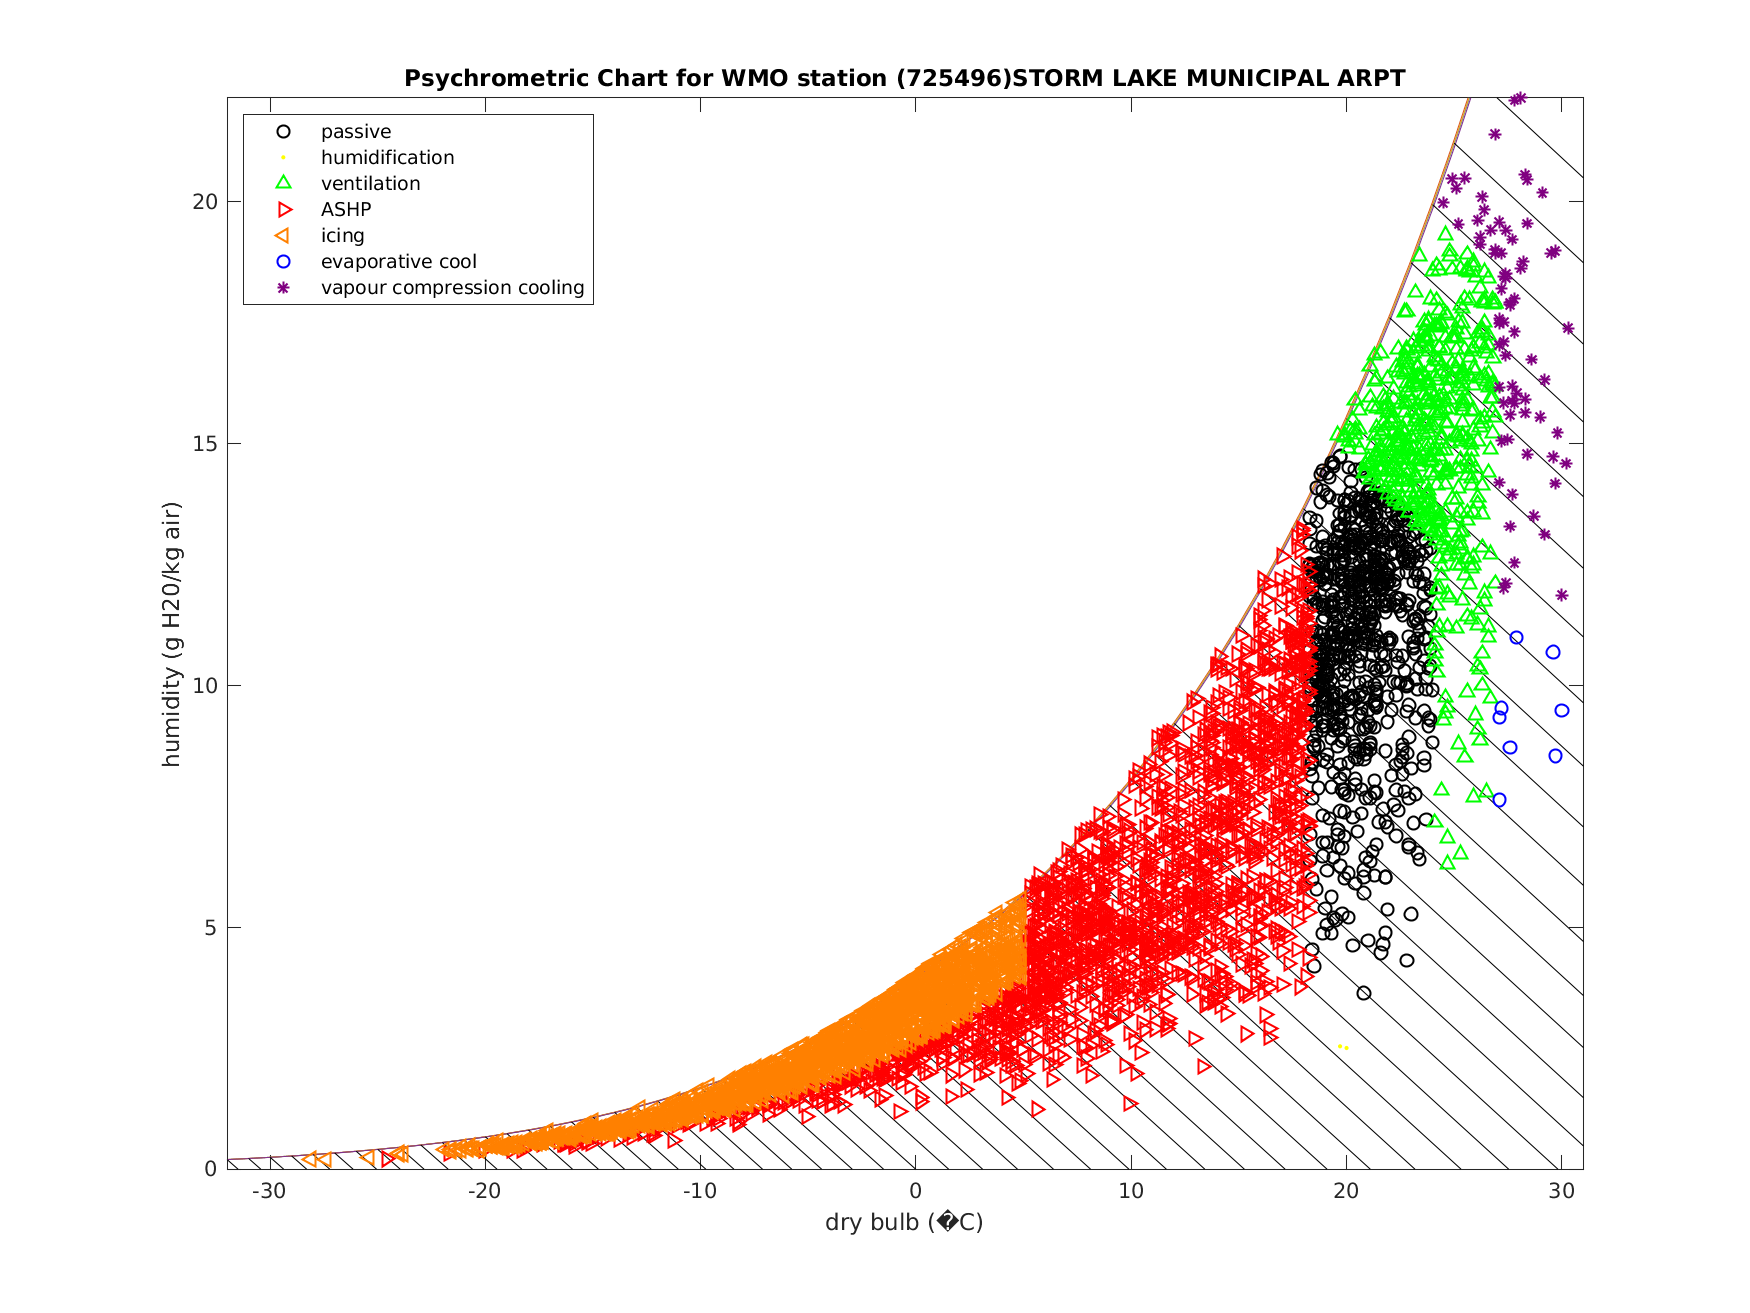 Psychrometric Chart for WMO station (725496)STORM LAKE MUNICIPAL ARPT
passive
humidification
ventilation
ASHP
icing
evaporative cool
vapour compression cooling
20
15
10
5
0
humidity (g H20/kg air)
-30 -20 -10 0 10 20 30
dry bulb (�C)